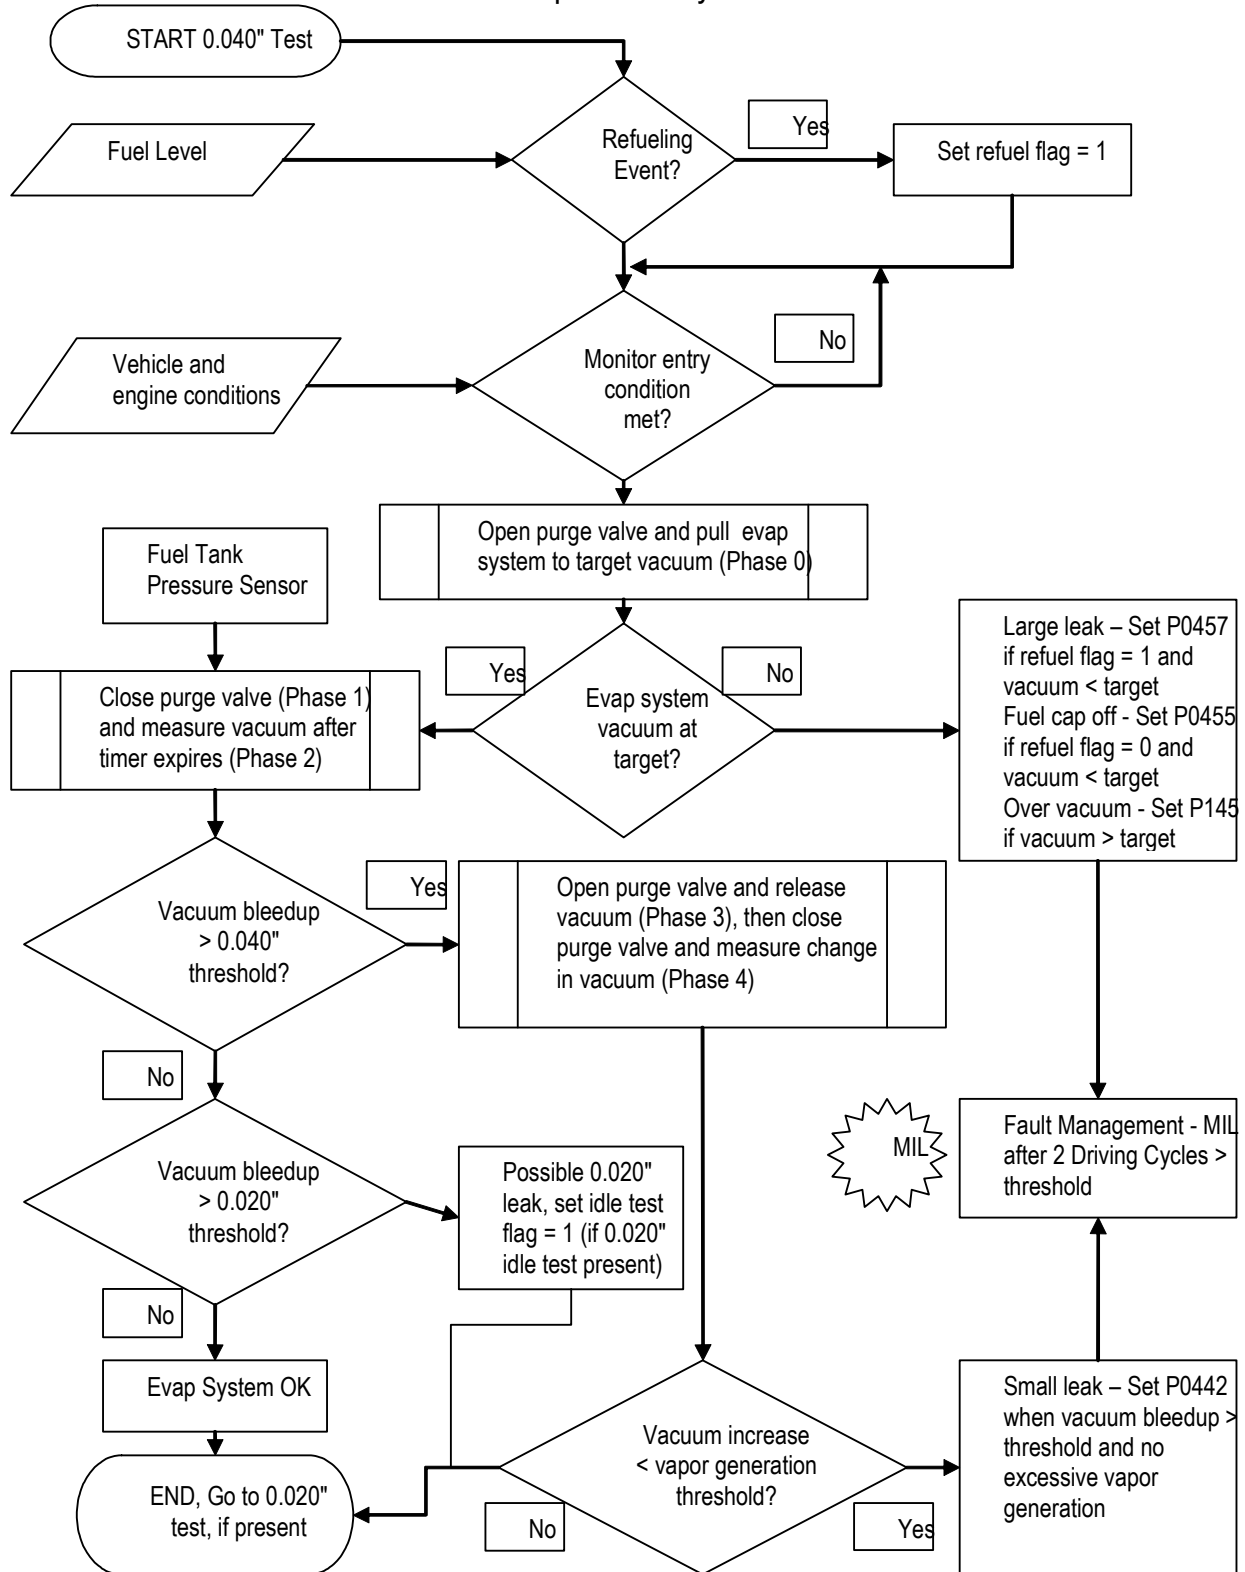 START 0.040" Test
Refueling
Event?
Yes
Fuel Level
Set refuel flag = 1
No
Vehicle and
engine conditions
Monitor entry
condition
met?
Open purge valve and pull evap
system to target vacuum (Phase 0)
Fuel Tank
Pressure Sensor
Large leak – Set P0457
if refuel flag = 1 and
vacuum < target
Fuel cap off - Set P0455
if refuel flag = 0 and
vacuum < target
Over vacuum - Set P145
if vacuum > target
Yes
No
Evap system
vacuum at
target?
Close purge valve (Phase 1)
and measure vacuum after
timer expires (Phase 2)
Yes
Vacuum bleedup
> 0.040"
threshold?
Open purge valve and release
vacuum (Phase 3), then close
purge valve and measure change
in vacuum (Phase 4)
No
MIL
Fault Management - MIL
after 2 Driving Cycles >
threshold
Vacuum bleedup
> 0.020"
threshold?
Possible 0.020"
leak, set idle test
flag = 1 (if 0.020"
idle test present)
No
Evap System OK
Small leak – Set P0442
when vacuum bleedup >
threshold and no
excessive vapor
generation
Vacuum increase
< vapor generation
threshold?
END, Go to 0.020"
test, if present
No
Yes